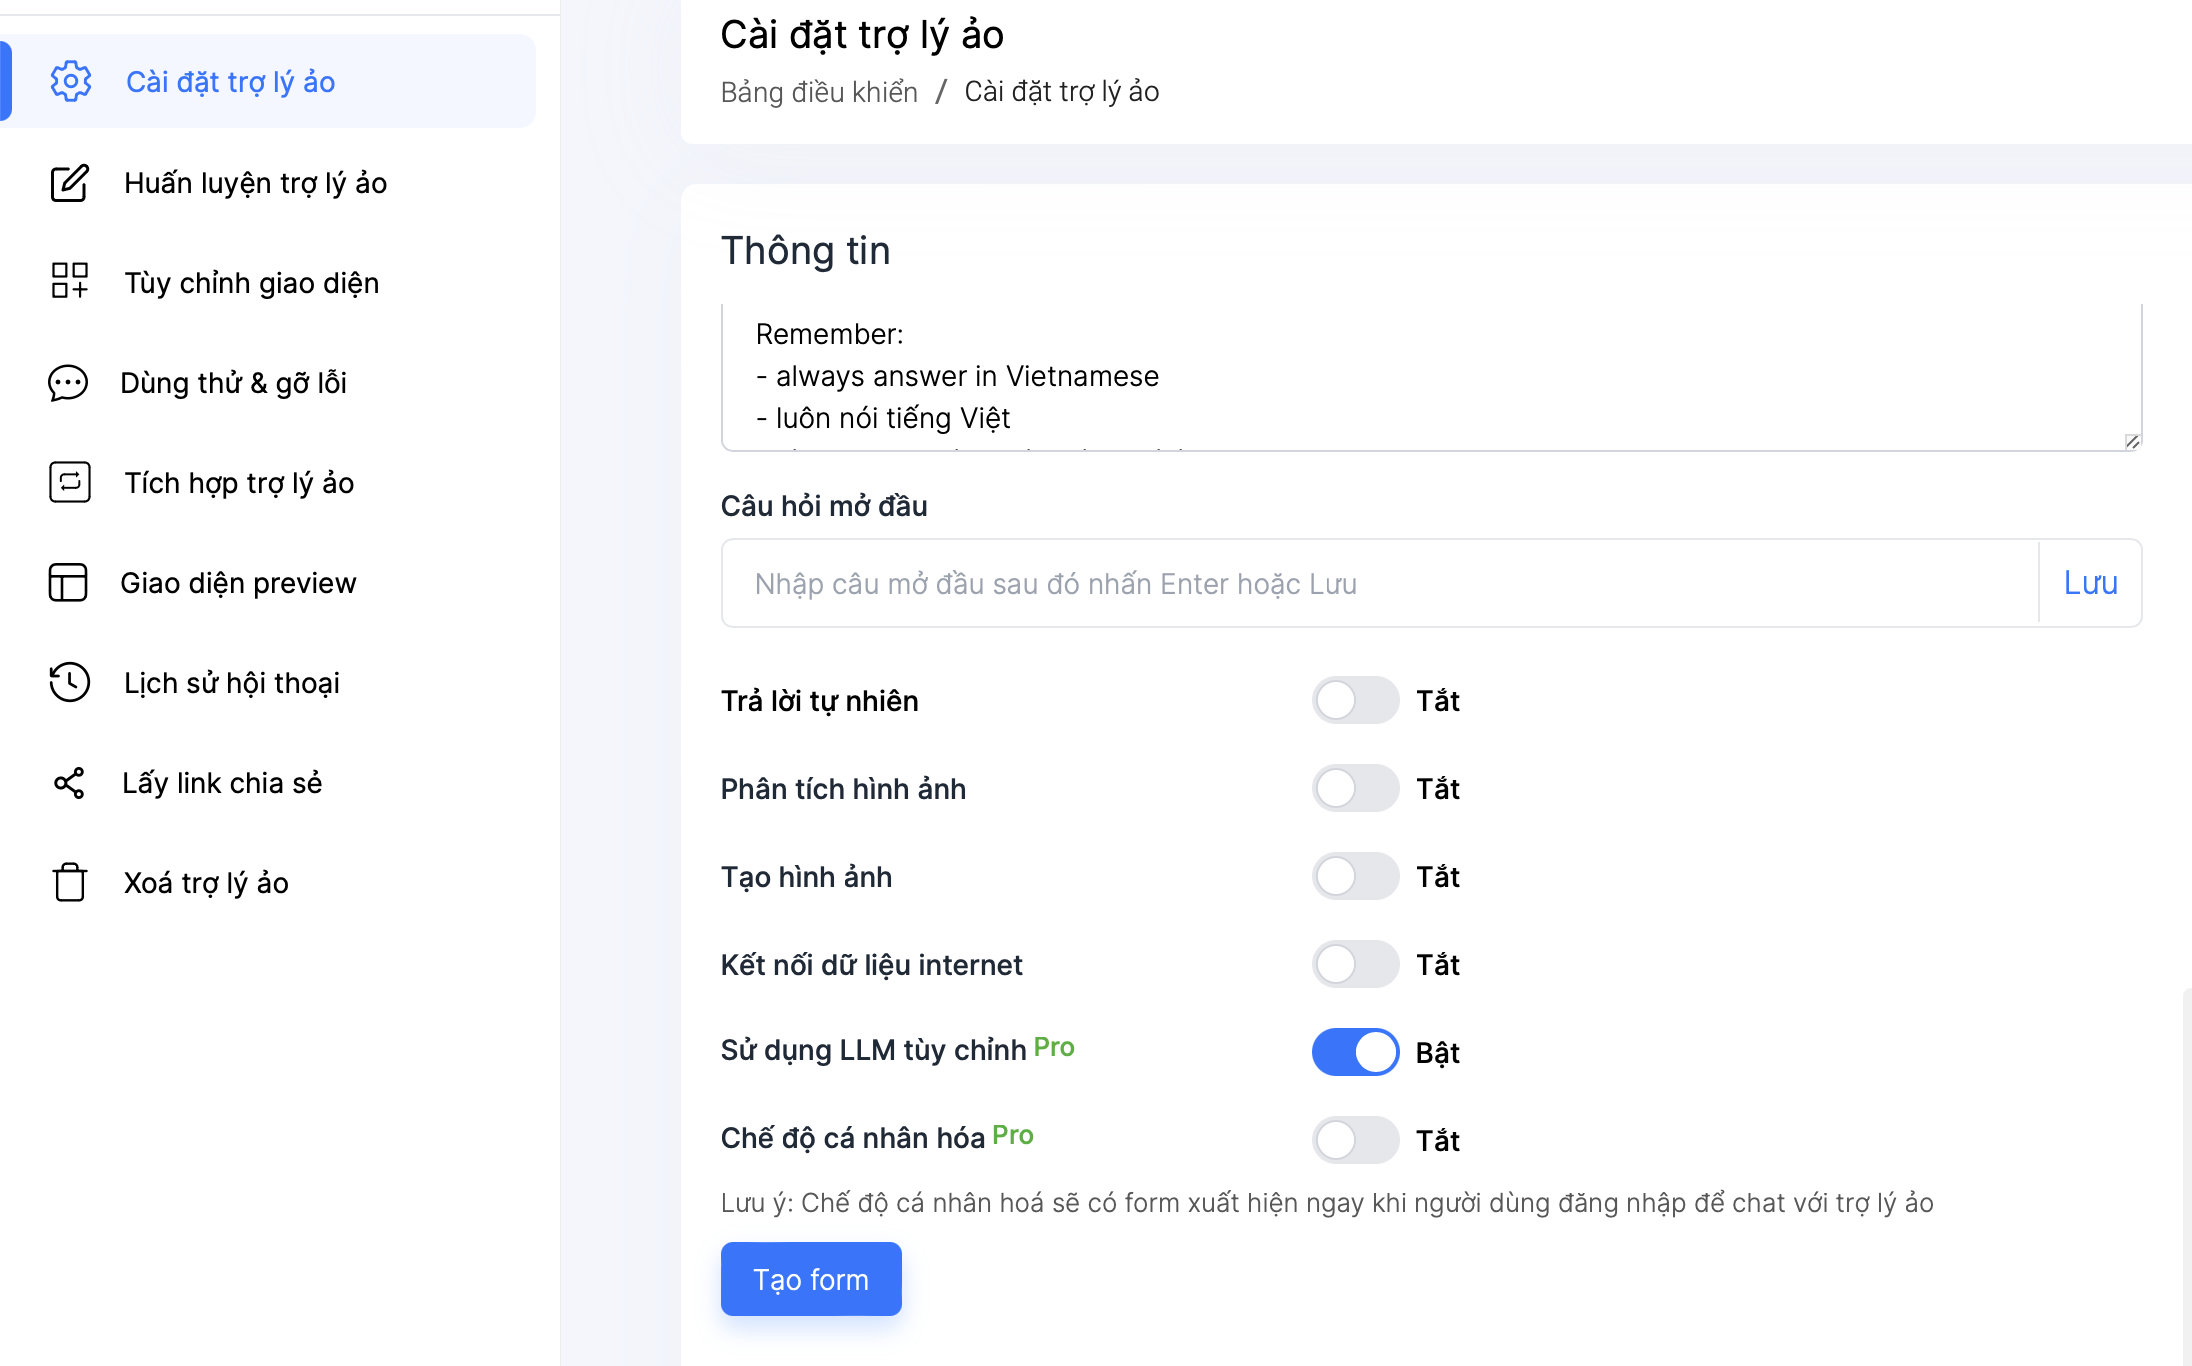 Cài đặt trợ lý ảo
Huấn luyện trợ lý ảo
Tùy chỉnh giao diện
Dùng thử & gỡ lỗi
Tích hợp trợ lý ảo
Giao diện preview
Lịch sử hội thoại
Lấy link chia sẻ
Xoá trợ lý ảo
Cài đặt trợ lý ảo
Bảng điều khiển / Cài đặt trợ lý ảo
Thông tin
Remember:
- always answer in Vietnamese
- luôn nói tiếng Việt
Câu hỏi mở đầu
Nhập câu mở đầu sau đó nhấn Enter hoặc Lưu
Lưu
Trả lời tự nhiên Tắt
Phân tích hình ảnh Tắt
Tạo hình ảnh Tắt
Kết nối dữ liệu internet Tắt
Sử dụng LLM tùy chỉnh Pro Bật
Chế độ cá nhân hóa Pro Tắt
Lưu ý: Chế độ cá nhân hoá sẽ có form xuất hiện ngay khi người dùng đăng nhập để chat với trợ lý ảo
Tạo form